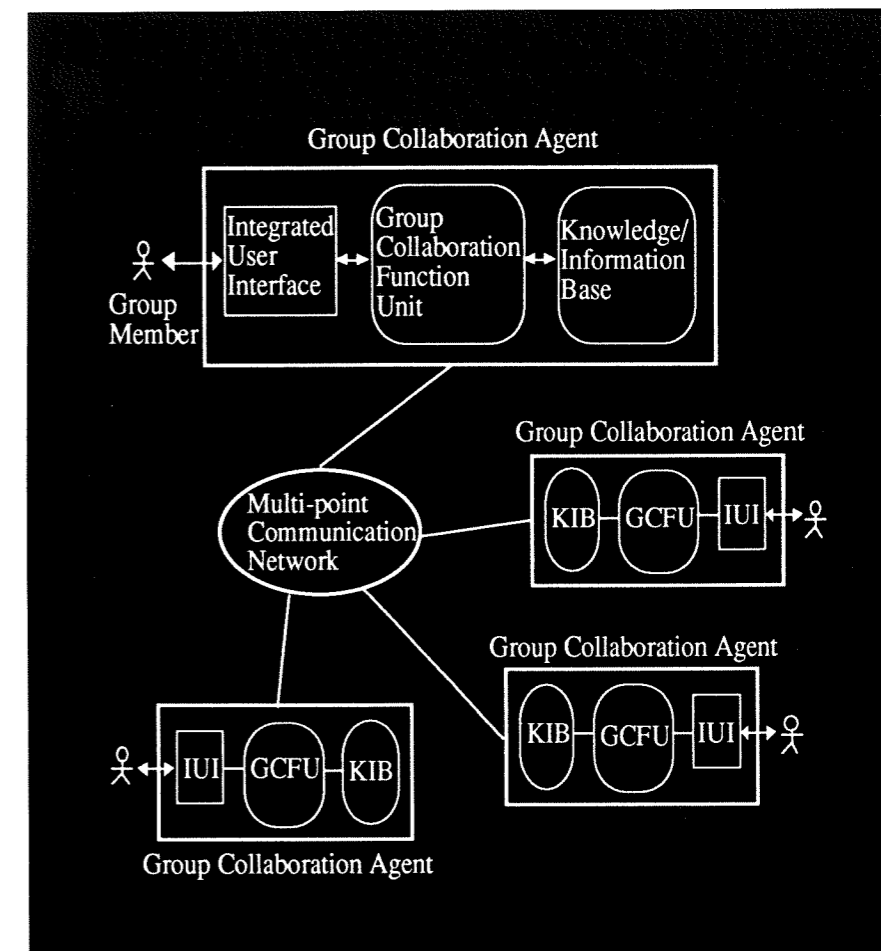 Group Collaboration Agent
Integrated
User
Interface
Group
Collaboration
Function
Unit
Knowledge/
Information
Base
Group
Member
Group Collaboration Agent
KIB
GCFU
IUI
Multi-point
Communication
Network
Group Collaboration Agent
KIB
GCFU
IUI
IUI
GCFU
KIB
Group Collaboration Agent